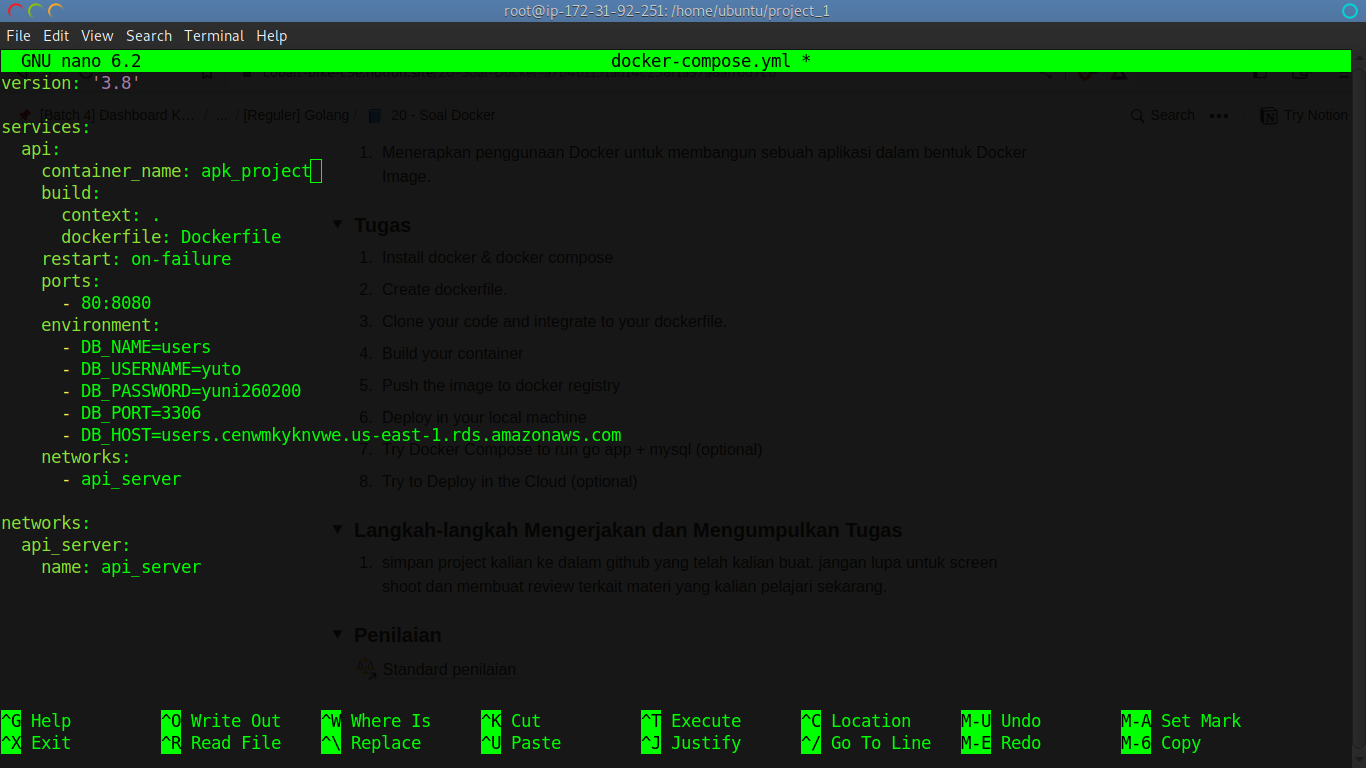 root@ip-172-31-92-251: /home/ubuntu/project_1
File Edit View Search Terminal Help
GNU nano 6.2 docker-compose.yml *
version: '3.8'
[Batch 4] Dashboard K... / ... / [Reguler] Golang / 20 - Soal Docker Search ••• Try Notion
services:
  api:
1. Menerapkan penggunaan Docker untuk membangun sebuah aplikasi dalam bentuk Docker
Image.
    container_name: apk_project
    build:
      context: .
      dockerfile: Dockerfile
    restart: on-failure
    ports:
      - 80:8080
    environment:
      - DB_NAME=users
      - DB_USERNAME=yuto
      - DB_PASSWORD=yuni260200
      - DB_PORT=3306
      - DB_HOST=users.cenwmkyknvwe.us-east-1.rds.amazonaws.com
    networks:
      - api_server
networks:
  api_server:
    name: api_server
Tugas
1. Install docker & docker compose
2. Create dockerfile.
3. Clone your code and integrate to your dockerfile.
4. Build your container
5. Push the image to docker registry
6. Deploy in your local machine
7. Try Docker Compose to run go app + mysql (optional)
8. Try to Deploy in the Cloud (optional)
Langkah-langkah Mengerjakan dan Mengumpulkan Tugas
1. simpan project kalian ke dalam github yang telah kalian buat. jangan lupa untuk screen
shoot dan membuat review terkait materi yang kalian pelajari sekarang.
Penilaian
Standard penilaian
^G Help ^O Write Out ^W Where Is ^K Cut ^T Execute ^C Location M-U Undo M-A Set Mark
^X Exit ^R Read File ^\ Replace ^U Paste ^J Justify ^/ Go To Line M-E Redo M-6 Copy